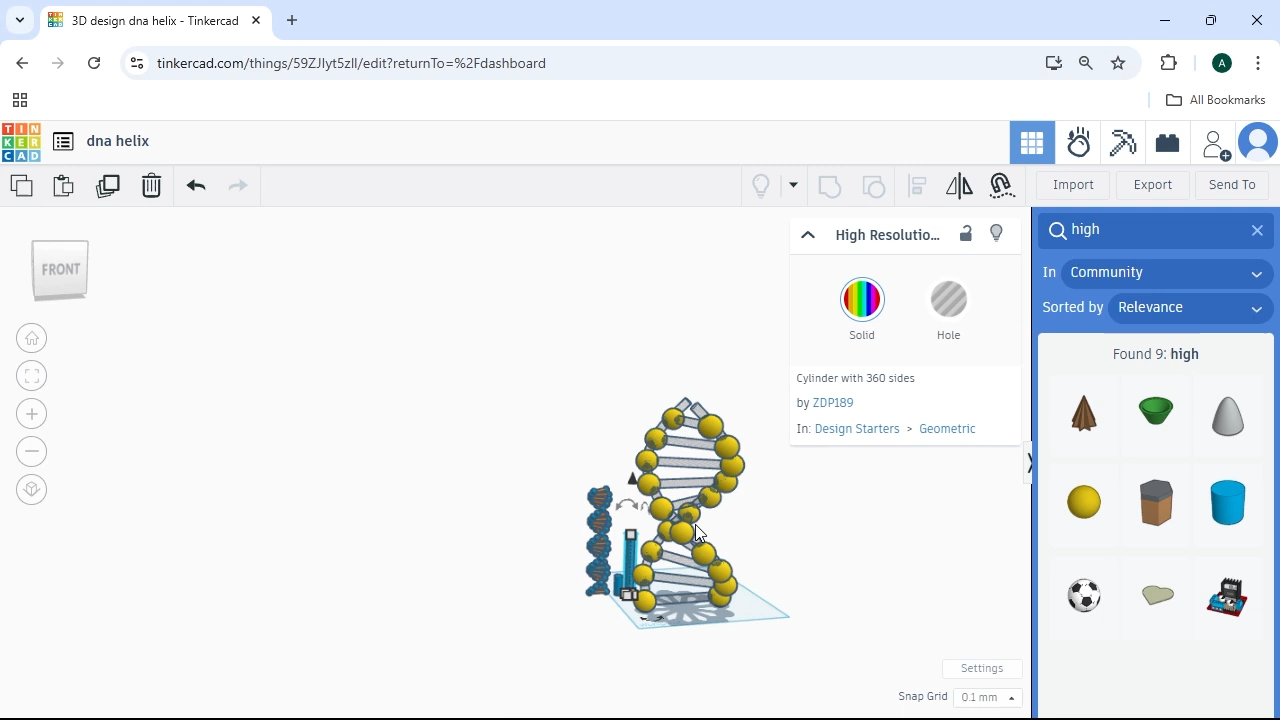 3D design dna helix - Tinkercad
tinkercad.com/things/59ZJlyt5zll/edit?returnTo=%2Fdashboard
A
All Bookmarks
TIN
KER
CAD
dna helix
Import
Export
Send To
FRONT
High Resolutio...
Solid
Hole
Cylinder with 360 sides
by ZDP189
In: Design Starters > Geometric
high
In Community
Sorted by Relevance
Found 9: high
Settings
Snap Grid 0.1 mm